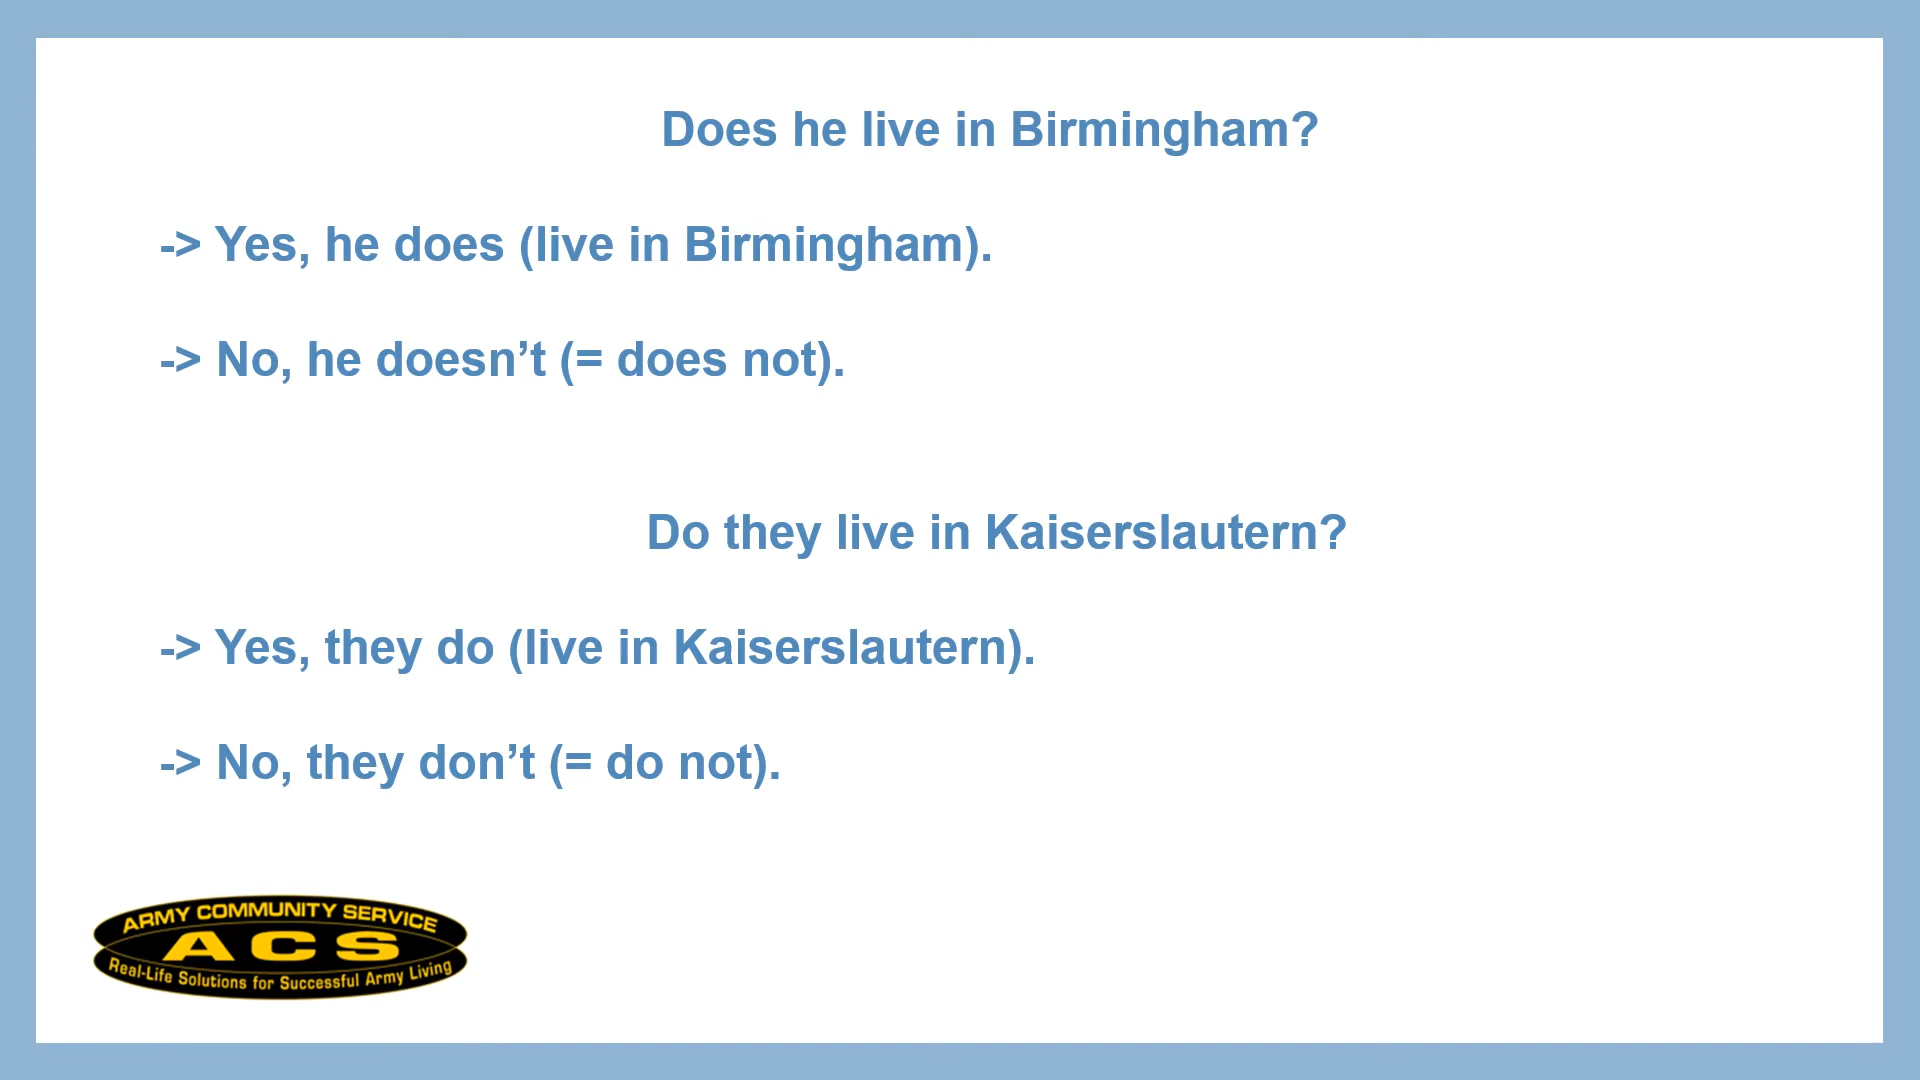 Does he live in Birmingham?
-> Yes, he does (live in Birmingham).
-> No, he doesn’t (= does not).
Do they live in Kaiserslautern?
-> Yes, they do (live in Kaiserslautern).
-> No, they don’t (= do not).
ARMY COMMUNITY SERVICE
ACS
Real-Life Solutions for Successful Army Living